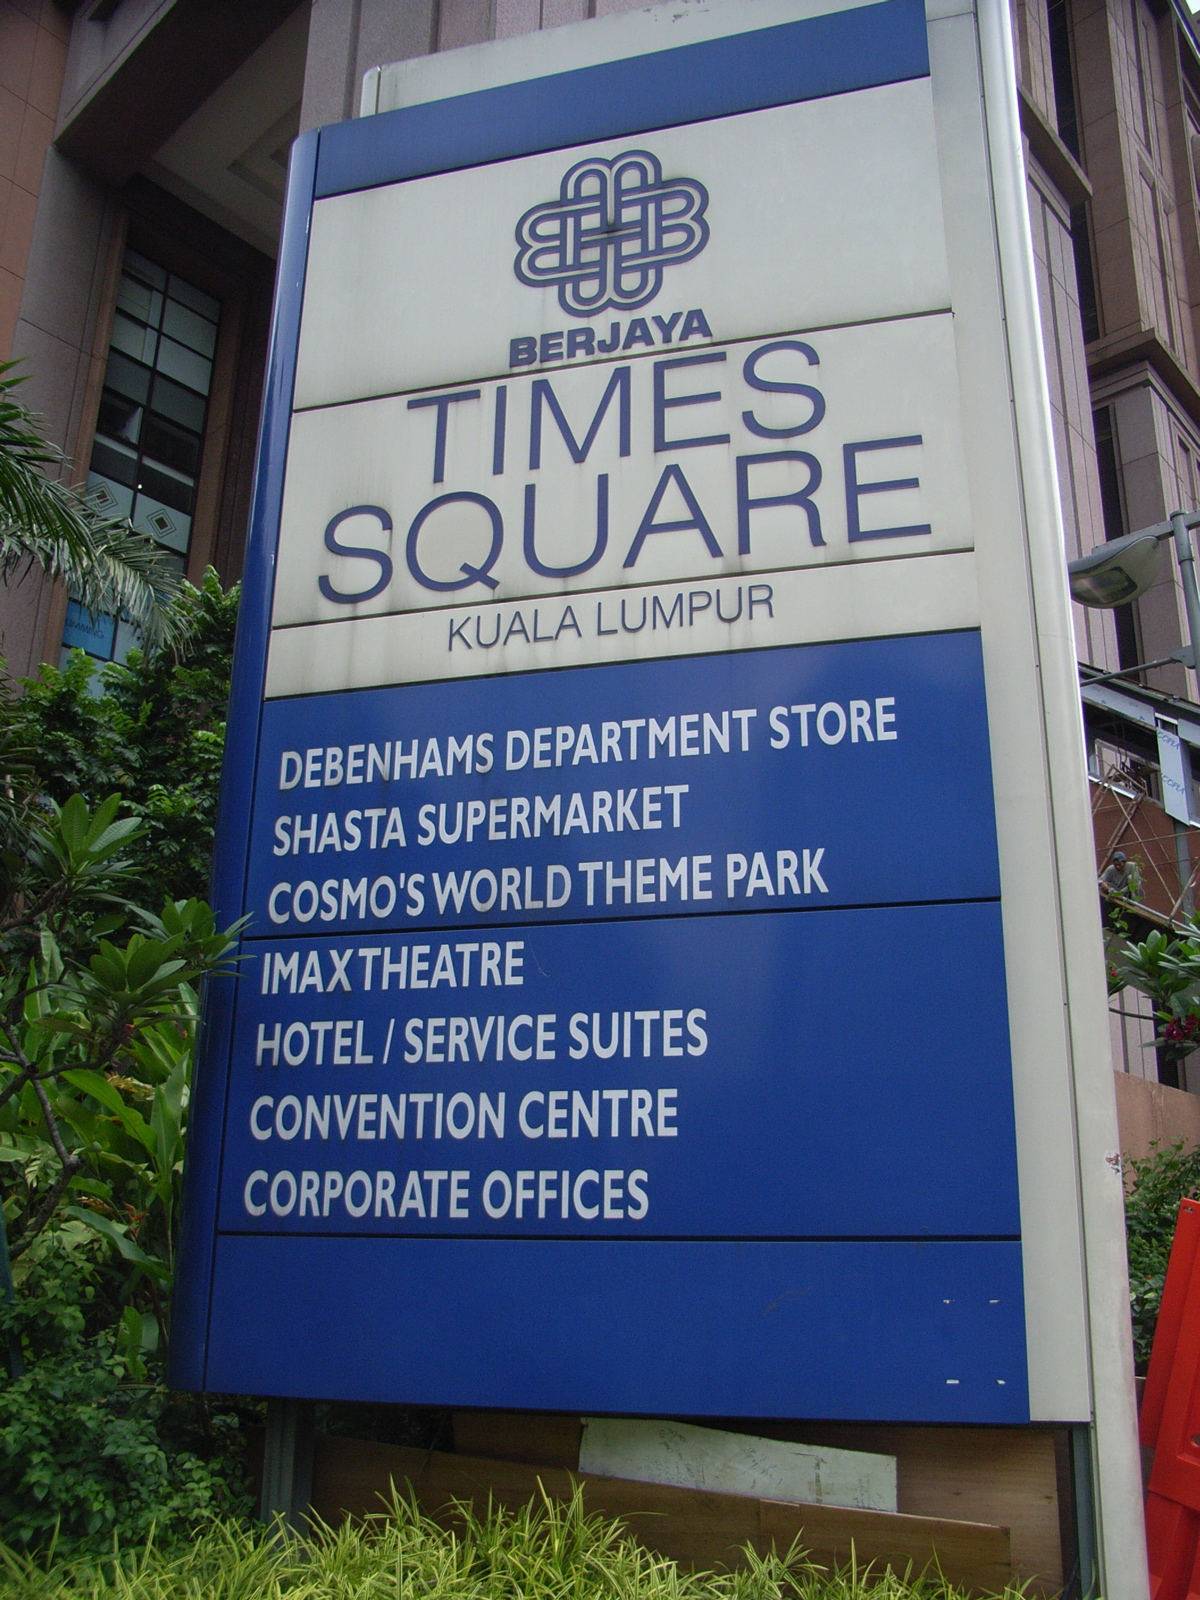 BERJAYA
TIMES
SQUARE
KUALA LUMPUR
DEBENHAMS DEPARTMENT STORE
SHASTA SUPERMARKET
COSMO'S WORLD THEME PARK
IMAX THEATRE
HOTEL / SERVICE SUITES
CONVENTION CENTRE
CORPORATE OFFICES